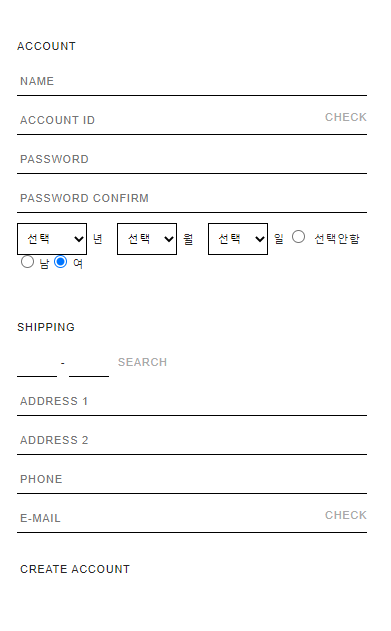 ACCOUNT
NAME
ACCOUNT ID CHECK
PASSWORD
PASSWORD CONFIRM
선택 년 선택 월 선택 일 선택안함
남 여
SHIPPING
- SEARCH
ADDRESS 1
ADDRESS 2
PHONE
E-MAIL CHECK
CREATE ACCOUNT